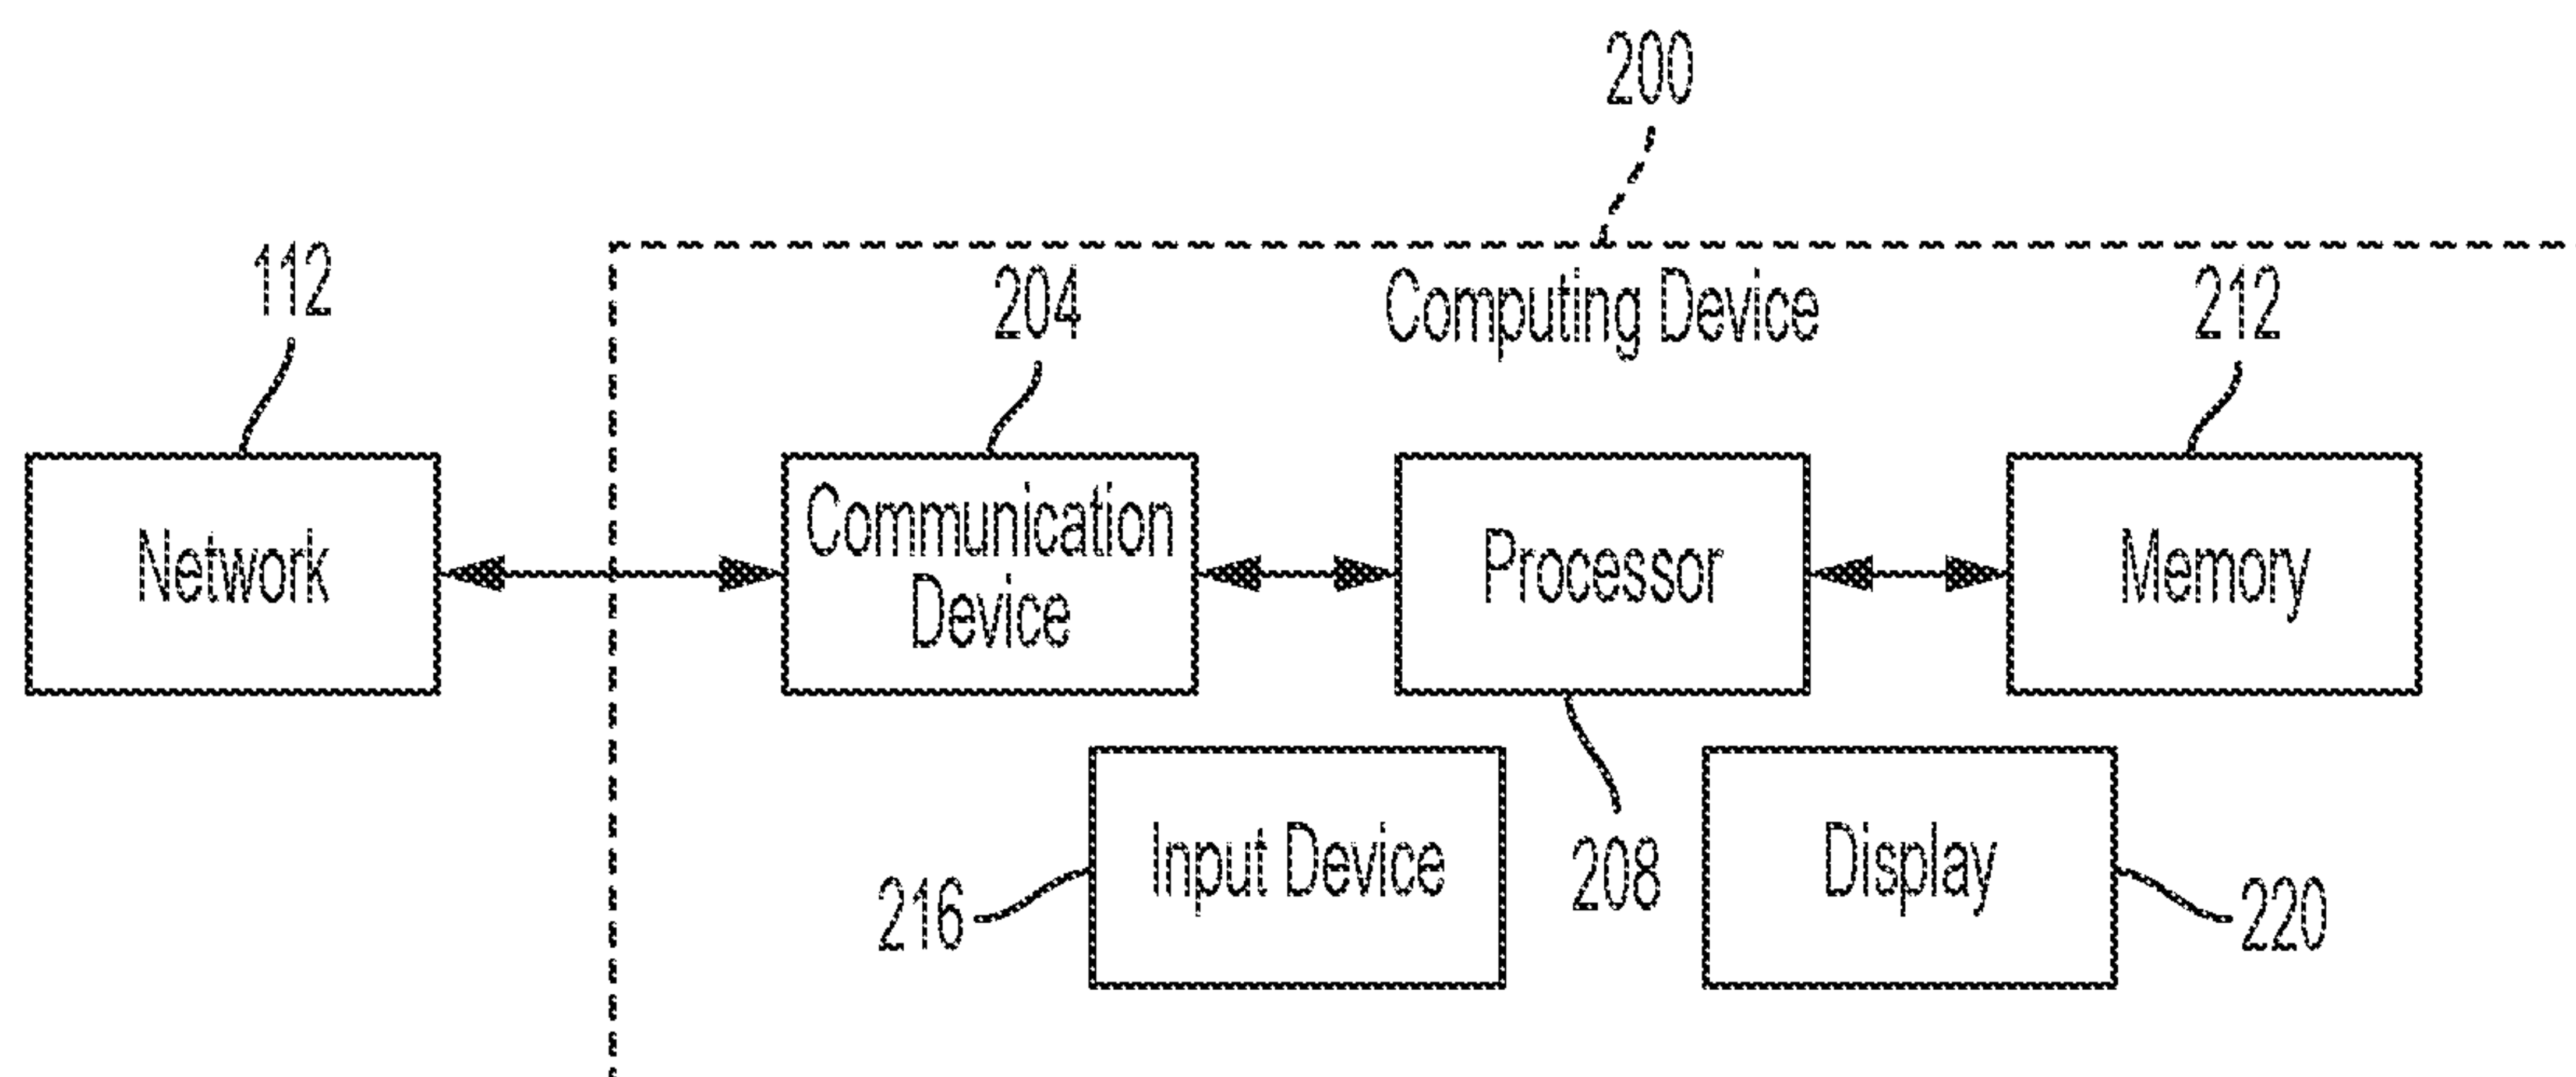 200
112
204
Computing Device
212
Network
Communication
Device
Processor
Memory
Input Device
208
Display
216
220